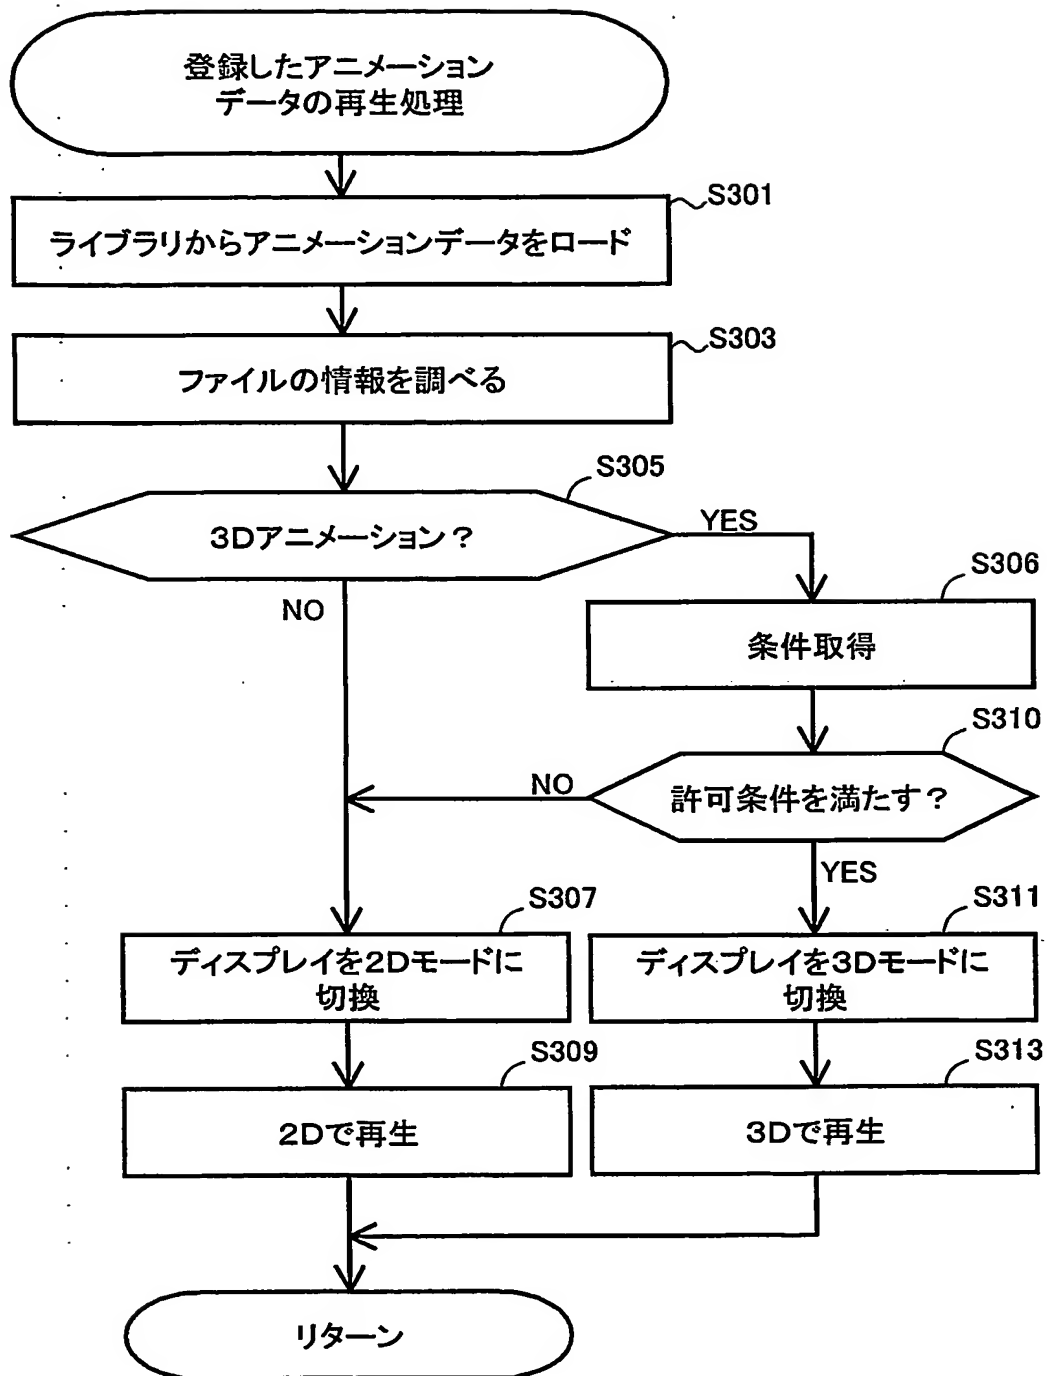 登録したアニメーション
データの再生処理
S301
ライブラリからアニメーションデータをロード
S303
ファイルの情報を調べる
S305
3Dアニメーション？
YES
NO
S306
条件取得
S310
許可条件を満たす？
NO
YES
S307
ディスプレイを2Dモードに
切換
S311
ディスプレイを3Dモードに
切換
S309
2Dで再生
S313
3Dで再生
リターン